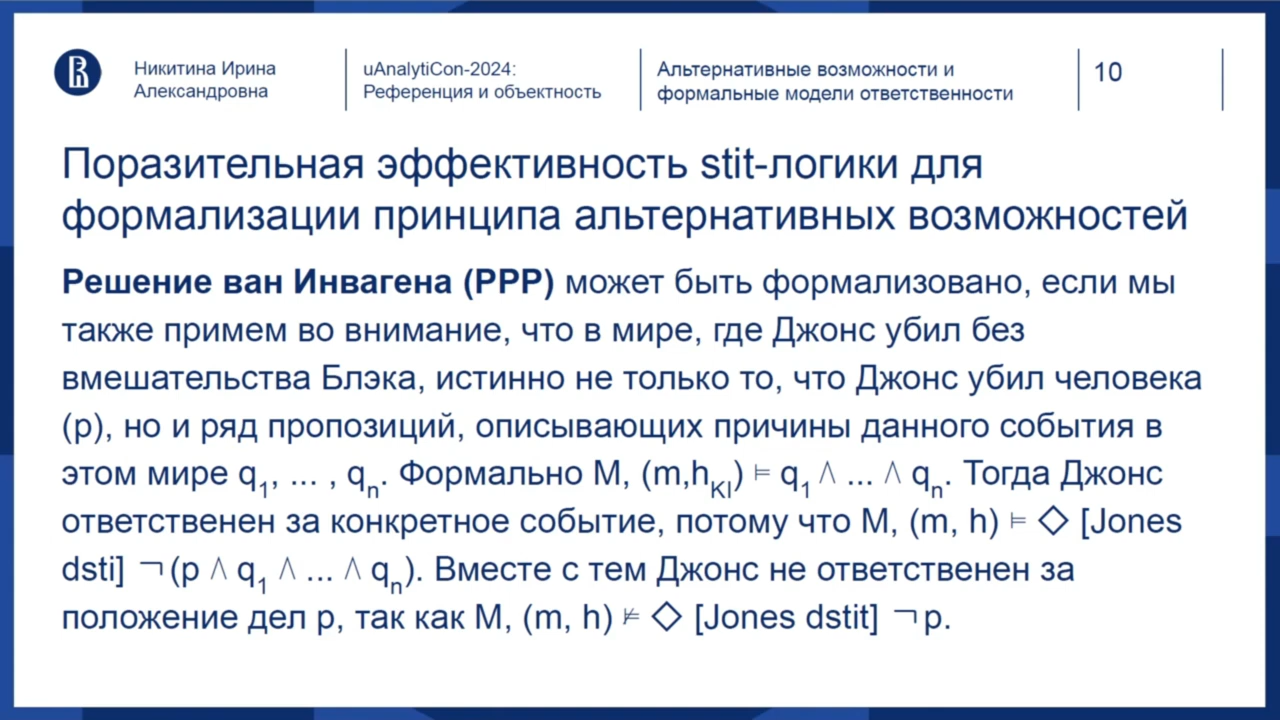 Никитина Ирина
Александровна
uAnalytiCon-2024:
Референция и объектность
Альтернативные возможности и
формальные модели ответственности
10
Поразительная эффективность stit-логики для
формализации принципа альтернативных возможностей
Решение ван Инвагена (PPP) может быть формализовано, если мы
также примем во внимание, что в мире, где Джонс убил без
вмешательства Блэка, истинно не только то, что Джонс убил человека
(p), но и ряд пропозиций, описывающих причины данного события в
этом мире q₁, ... , qₙ. Формально M, (m,h_KI) ⊨ q₁ ∧ ... ∧ qₙ. Тогда Джонс
ответственен за конкретное событие, потому что M, (m, h) ⊨ ◇ [Jones
dsti] ¬(p ∧ q₁ ∧ ... ∧ qₙ). Вместе с тем Джонс не ответственен за
положение дел p, так как M, (m, h) ⊭ ◇ [Jones dstit] ¬p.